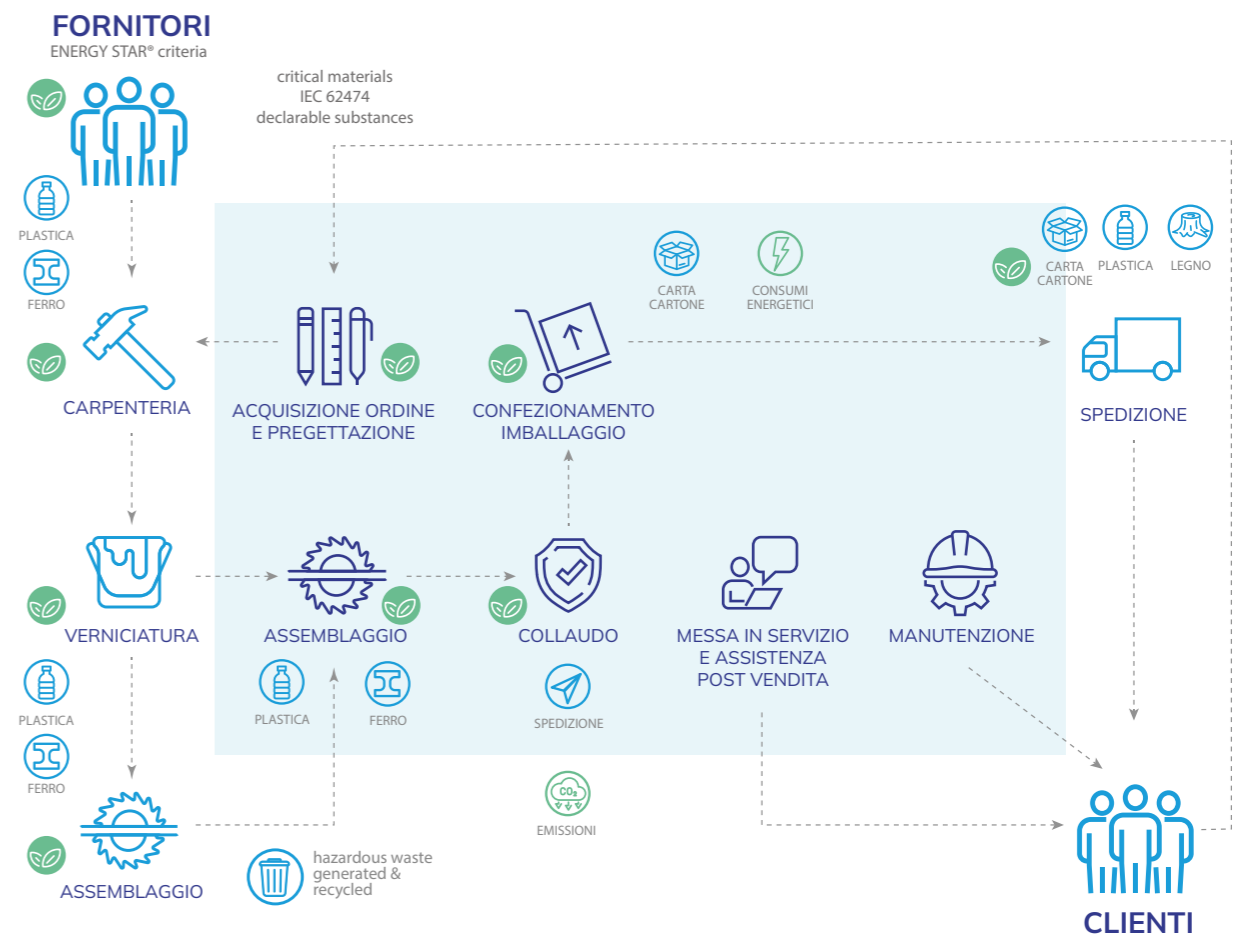 FORNITORI
ENERGY STAR® criteria
critical materials
IEC 62474
declarable substances
PLASTICA
FERRO
CARTA
CARTONE
CONSUMI
ENERGETICI
CARTA
CARTONE
PLASTICA
LEGNO
CARPENTERIA
ACQUISIZIONE ORDINE
E PREGETTAZIONE
CONFEZIONAMENTO
IMBALLAGGIO
SPEDIZIONE
VERNICIATURA
ASSEMBLAGGIO
COLLAUDO
MESSA IN SERVIZIO
E ASSISTENZA
POST VENDITA
MANUTENZIONE
PLASTICA
FERRO
PLASTICA
FERRO
SPEDIZIONE
CO₂
EMISSIONI
ASSEMBLAGGIO
hazardous waste
generated &
recycled
CLIENTI